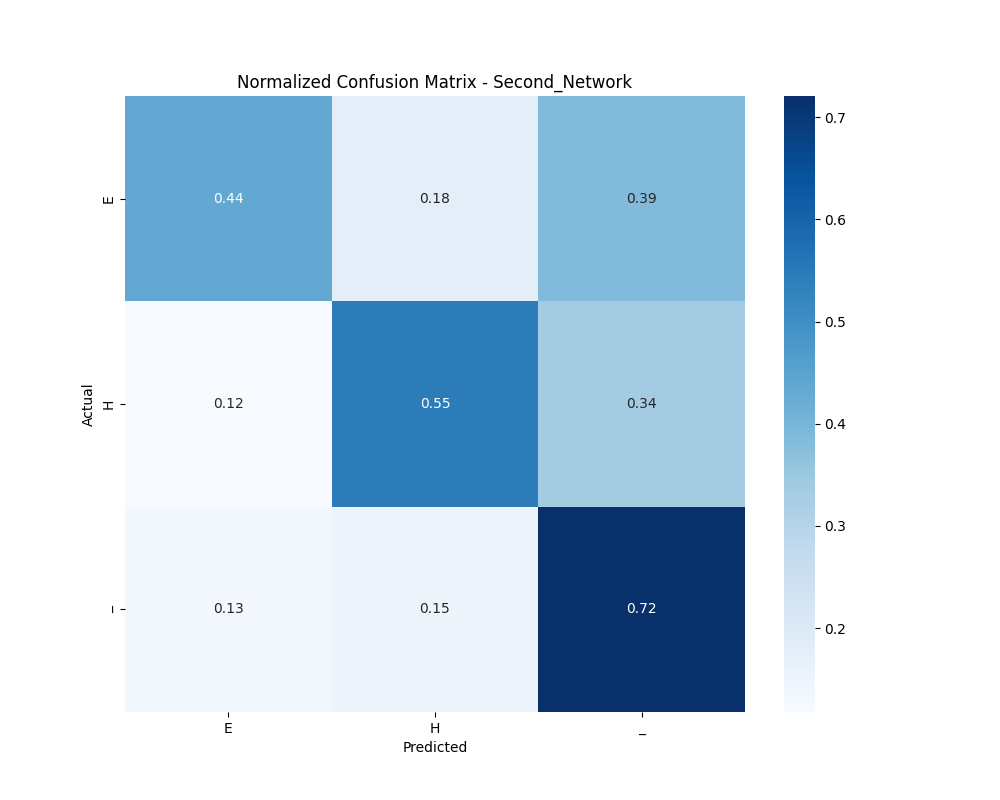 Normalized Confusion Matrix - Second_Network
E 0.44 0.18 0.39 0.7
0.6
H 0.12 0.55 0.34 0.5
0.4
_ 0.13 0.15 0.72 0.3
0.2
E H _
Actual
Predicted